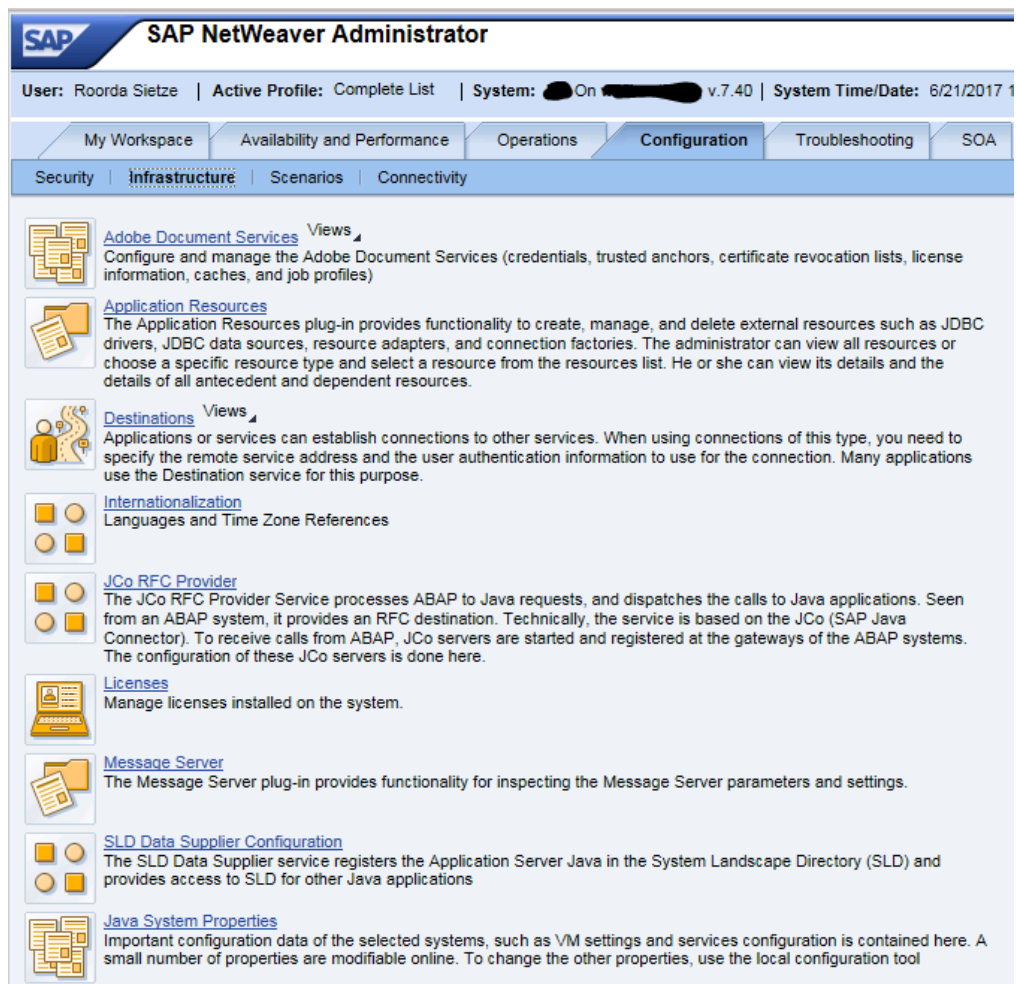 SAP
SAP NetWeaver Administrator
User: Roorda Sietze | Active Profile: Complete List | System: On v.7.40 | System Time/Date: 6/21/2017 1
My Workspace Availability and Performance Operations Configuration Troubleshooting SOA
Security | Infrastructure | Scenarios | Connectivity
Adobe Document Services Views
Configure and manage the Adobe Document Services (credentials, trusted anchors, certificate revocation lists, license
information, caches, and job profiles)
Application Resources
The Application Resources plug-in provides functionality to create, manage, and delete external resources such as JDBC
drivers, JDBC data sources, resource adapters, and connection factories. The administrator can view all resources or
choose a specific resource type and select a resource from the resources list. He or she can view its details and the
details of all antecedent and dependent resources.
Destinations Views
Applications or services can establish connections to other services. When using connections of this type, you need to
specify the remote service address and the user authentication information to use for the connection. Many applications
use the Destination service for this purpose.
Internationalization
Languages and Time Zone References
JCo RFC Provider
The JCo RFC Provider Service processes ABAP to Java requests, and dispatches the calls to Java applications. Seen
from an ABAP system, it provides an RFC destination. Technically, the service is based on the JCo (SAP Java
Connector). To receive calls from ABAP, JCo servers are started and registered at the gateways of the ABAP systems.
The configuration of these JCo servers is done here.
Licenses
Manage licenses installed on the system.
Message Server
The Message Server plug-in provides functionality for inspecting the Message Server parameters and settings.
SLD Data Supplier Configuration
The SLD Data Supplier service registers the Application Server Java in the System Landscape Directory (SLD) and
provides access to SLD for other Java applications
Java System Properties
Important configuration data of the selected systems, such as VM settings and services configuration is contained here. A
small number of properties are modifiable online. To change the other properties, use the local configuration tool